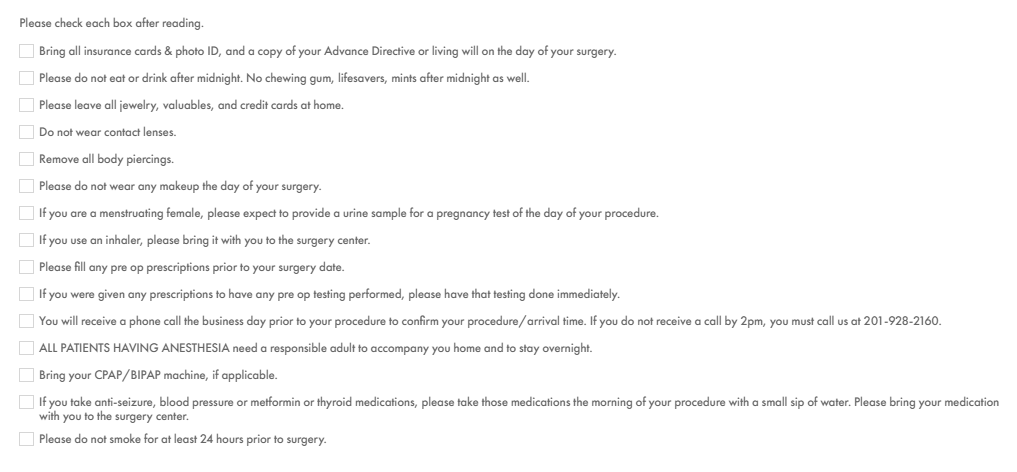 Please check each box after reading.
Bring all insurance cards & photo ID, and a copy of your Advance Directive or living will on the day of your surgery.
Please do not eat or drink after midnight. No chewing gum, lifesavers, mints after midnight as well.
Please leave all jewelry, valuables, and credit cards at home.
Do not wear contact lenses.
Remove all body piercings.
Please do not wear any makeup the day of your surgery.
If you are a menstruating female, please expect to provide a urine sample for a pregnancy test of the day of your procedure.
If you use an inhaler, please bring it with you to the surgery center.
Please fill any pre op prescriptions prior to your surgery date.
If you were given any prescriptions to have any pre op testing performed, please have that testing done immediately.
You will receive a phone call the business day prior to your procedure to confirm your procedure/arrival time. If you do not receive a call by 2pm, you must call us at 201-928-2160.
ALL PATIENTS HAVING ANESTHESIA need a responsible adult to accompany you home and to stay overnight.
Bring your CPAP/BIPAP machine, if applicable.
If you take anti-seizure, blood pressure or metformin or thyroid medications, please take those medications the morning of your procedure with a small sip of water. Please bring your medication
with you to the surgery center.
Please do not smoke for at least 24 hours prior to surgery.